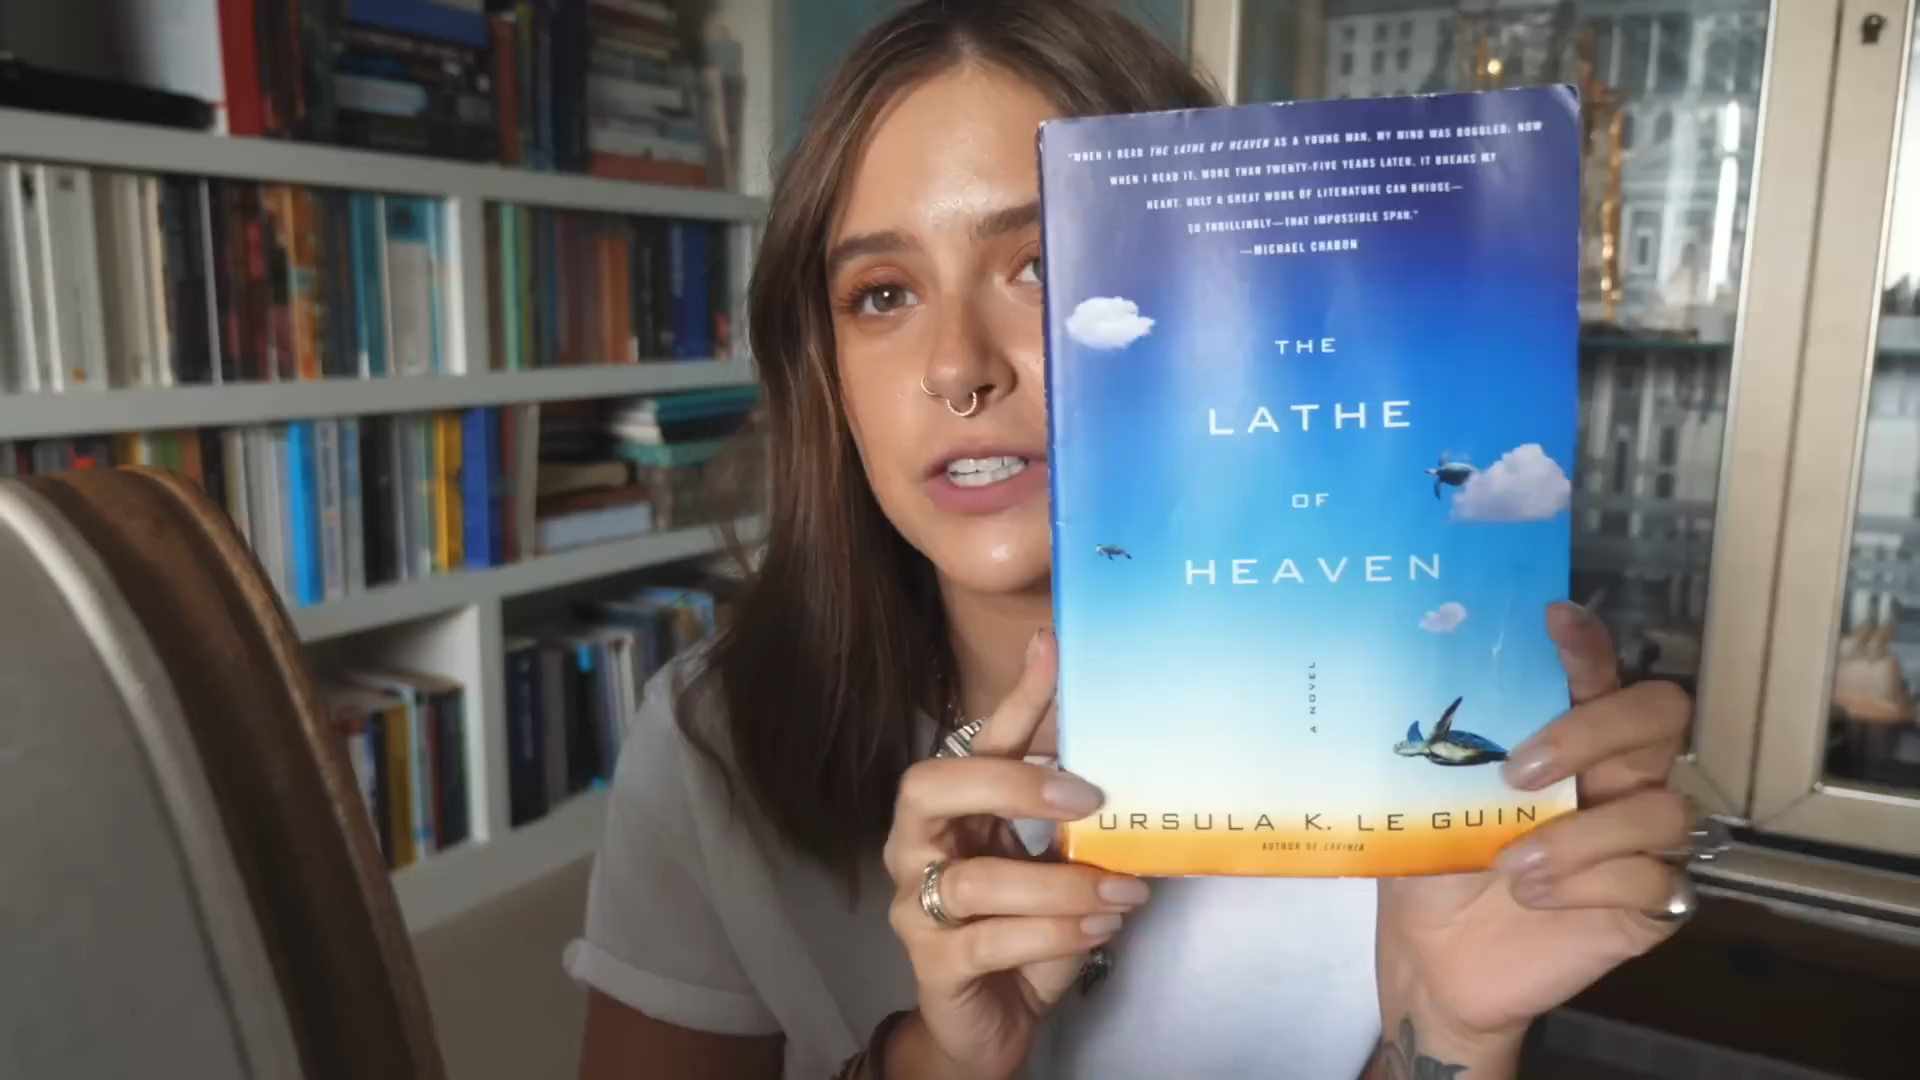 "WHEN I READ THE LATHE OF HEAVEN AS A YOUNG MAN, MY MIND WAS BOGGLED; NOW
WHEN I READ IT, MORE THAN TWENTY-FIVE YEARS LATER, IT BREAKS MY
HEART. ONLY A GREAT WORK OF LITERATURE CAN BRIDGE—
SO THRILLINGLY—THAT IMPOSSIBLE SPAN."
—MICHAEL CHABON
THE
LATHE
OF
HEAVEN
A NOVEL
URSULA K. LE GUIN
AUTHOR OF LAVINIA